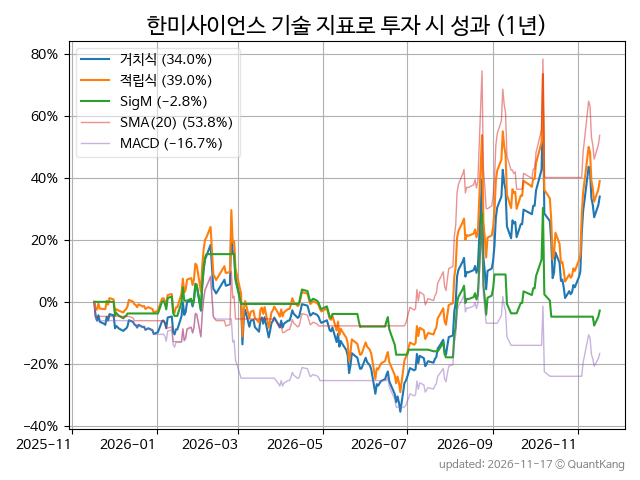 한미사이언스 기술 지표로 투자 시 성과 (1년)
80%
60%
40%
20%
0%
−20%
−40%
거치식 (34.0%)
적립식 (39.0%)
SigM (−2.8%)
SMA(20) (53.8%)
MACD (−16.7%)
2025-11
2026-01
2026-03
2026-05
2026-07
2026-09
2026-11
updated: 2026-11-17 © QuantKang